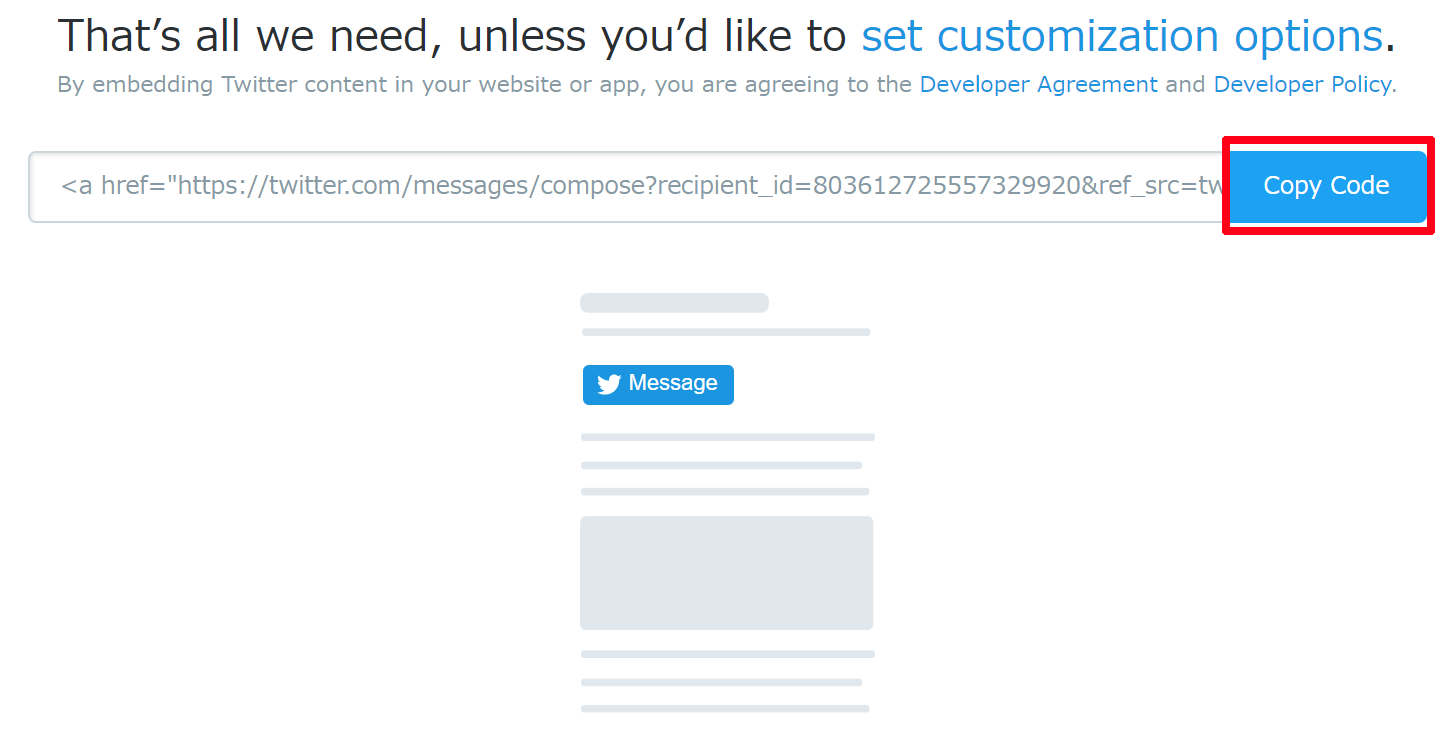 That’s all we need, unless you’d like to set customization options.
By embedding Twitter content in your website or app, you are agreeing to the Developer Agreement and Developer Policy.
<a href="https://twitter.com/messages/compose?recipient_id=803612725557329920&ref_src=tw Copy Code
Message